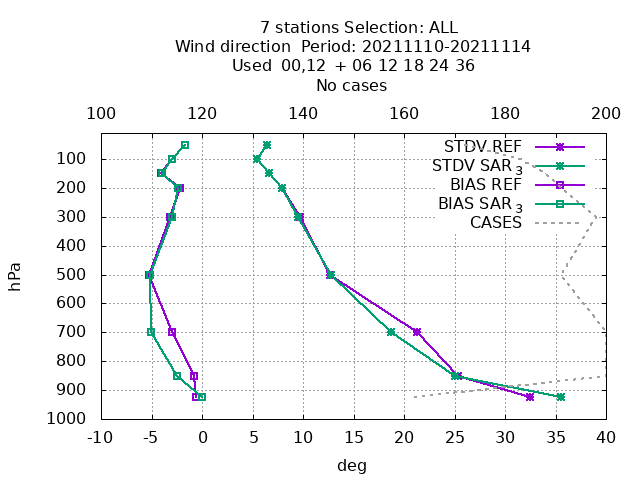 7 stations Selection: ALL
Wind direction  Period: 20211110-20211114
Used  00,12  + 06 12 18 24 36
No cases
100 120 140 160 180 200
STDV REF
STDV SAR 3
BIAS REF
BIAS SAR 3
CASES
100
200
300
400
500
600
700
800
900
1000
hPa
-10 -5 0 5 10 15 20 25 30 35 40
deg